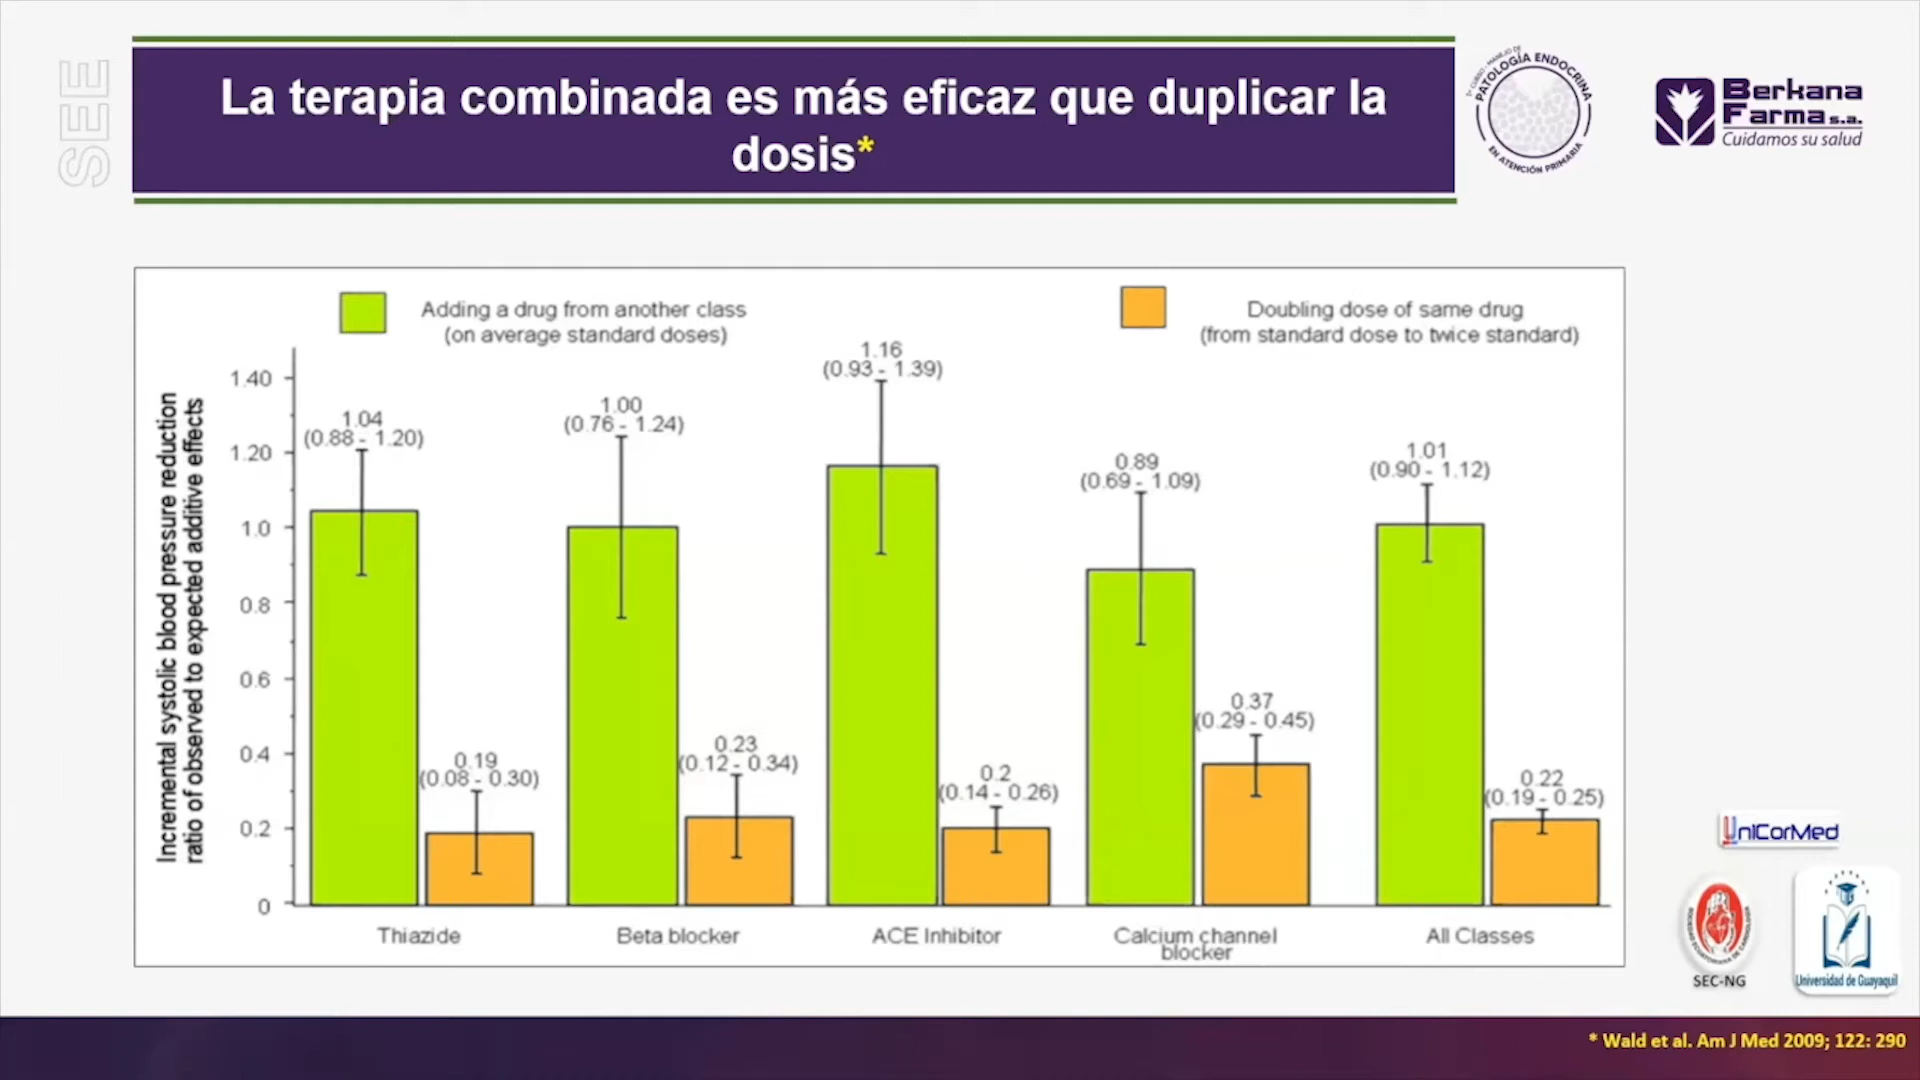 SEE
La terapia combinada es más eficaz que duplicar la
dosis*
PATOLOGÍA ENDOCRINA
EN ATENCIÓN PRIMARIA
Berkana
Farma s.a.
Cuidamos su salud
Adding a drug from another class
(on average standard doses)
Doubling dose of same drug
(from standard dose to twice standard)
Incremental systolic blood pressure reduction
ratio of observed to expected additive effects
1.40
1.20
1.0
0.8
0.6
0.4
0.2
0
1.04
(0.88 - 1.20)
0.19
(0.08 - 0.30)
1.00
(0.76 - 1.24)
0.23
(0.12 - 0.34)
1.16
(0.93 - 1.39)
0.2
(0.14 - 0.26)
0.89
(0.69 - 1.09)
0.37
(0.29 - 0.45)
1.01
(0.90 - 1.12)
0.22
(0.19 - 0.25)
Thiazide
Beta blocker
ACE Inhibitor
Calcium channel
blocker
All Classes
UniCorMed
SEC-NG
Universidad de Guayaquil
* Wald et al. Am J Med 2009; 122: 290